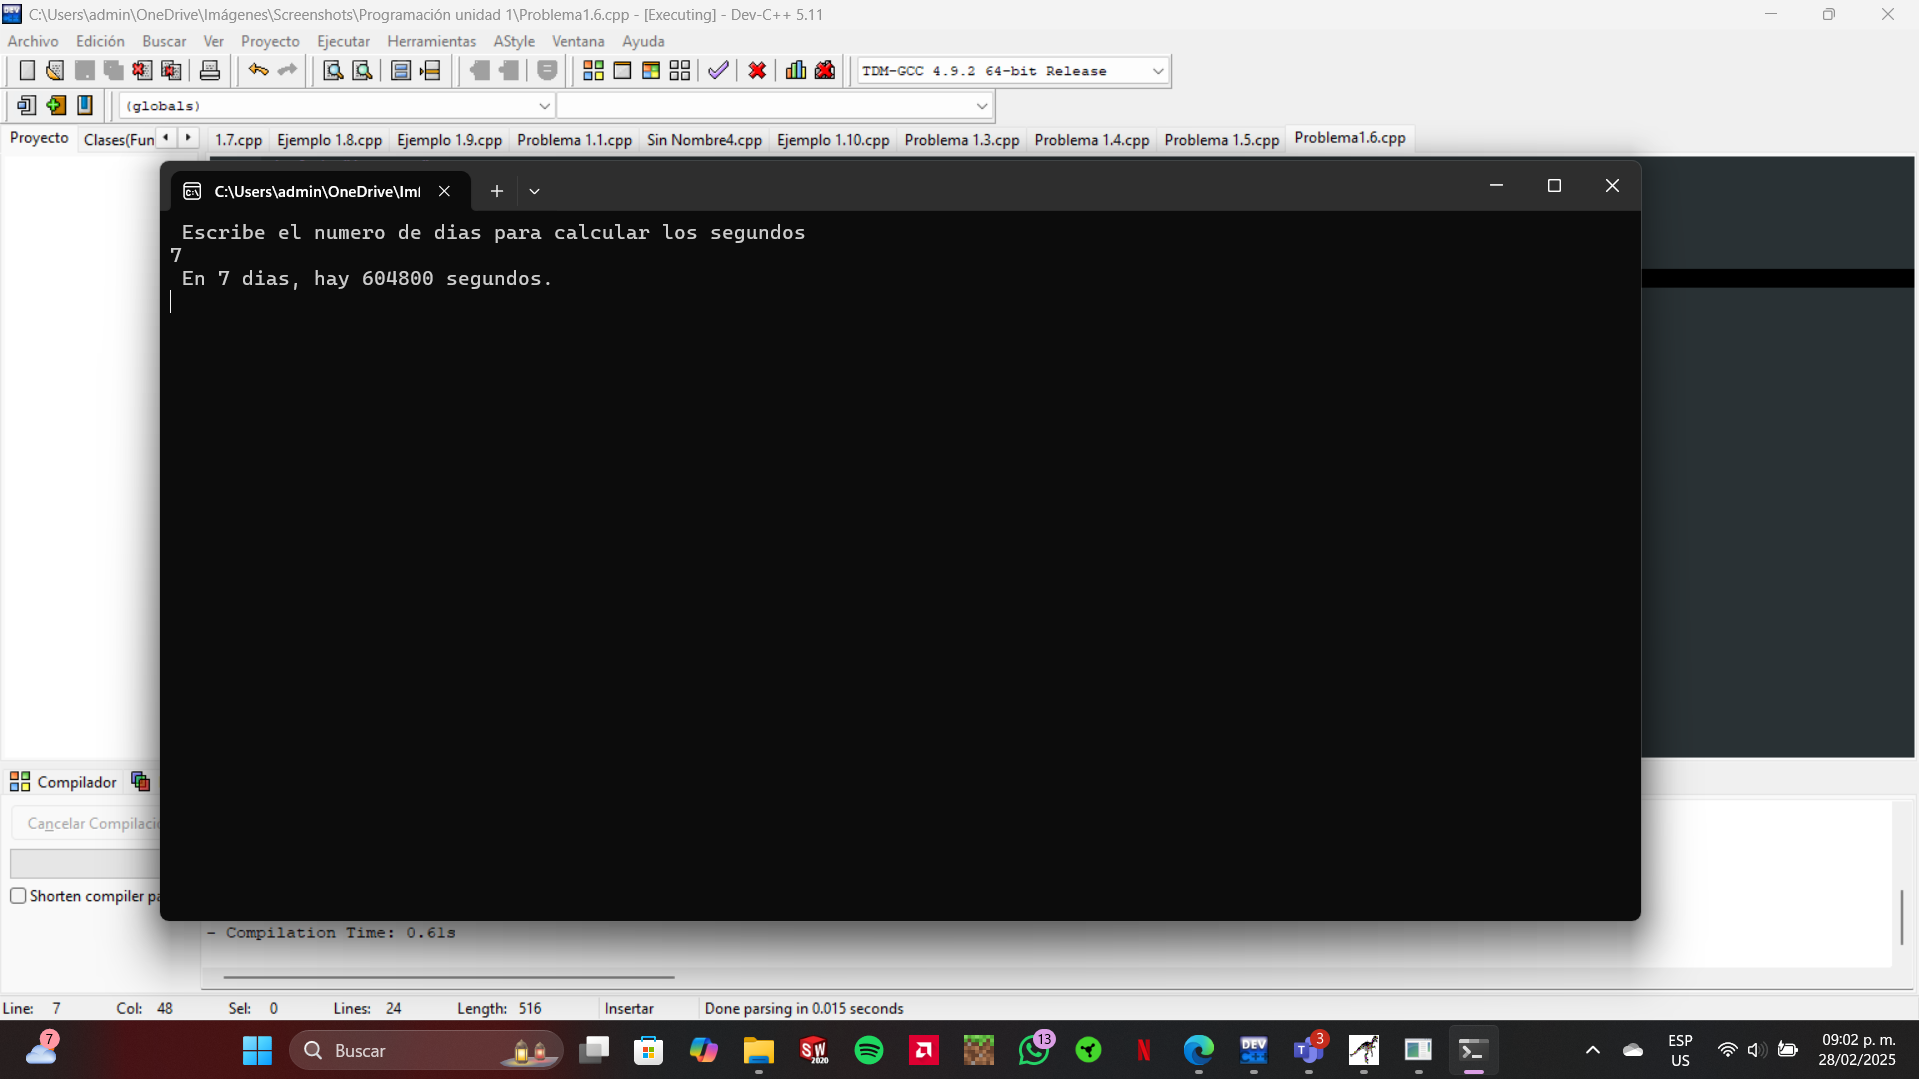 C:\Users\admin\OneDrive\Imágenes\Screenshots\Programación unidad 1\Problema1.6.cpp - [Executing] - Dev-C++ 5.11
Archivo Edición Buscar Ver Proyecto Ejecutar Herramientas AStyle Ventana Ayuda
TDM-GCC 4.9.2 64-bit Release
(globals)
Proyecto Clases(Fun 1.7.cpp Ejemplo 1.8.cpp Ejemplo 1.9.cpp Problema 1.1.cpp Sin Nombre4.cpp Ejemplo 1.10.cpp Problema 1.3.cpp Problema 1.4.cpp Problema 1.5.cpp Problema1.6.cpp
C:\Users\admin\OneDrive\Im
Escribe el numero de dias para calcular los segundos
7
En 7 dias, hay 604800 segundos.
Compilador
Cancelar Compilaci
Shorten compiler pa
- Compilation Time: 0.61s
Line: 7 Col: 48 Sel: 0 Lines: 24 Length: 516 Insertar Done parsing in 0.015 seconds
7 Buscar SW 2020 13 DEV 3 ESP US 09:02 p. m.
28/02/2025